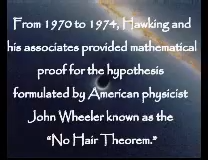 From 1970 to 1974, Hawking and
his associates provided mathematical
proof for the hypothesis
formulated by American physicist
John Wheeler known as the
“No Hair Theorem.”